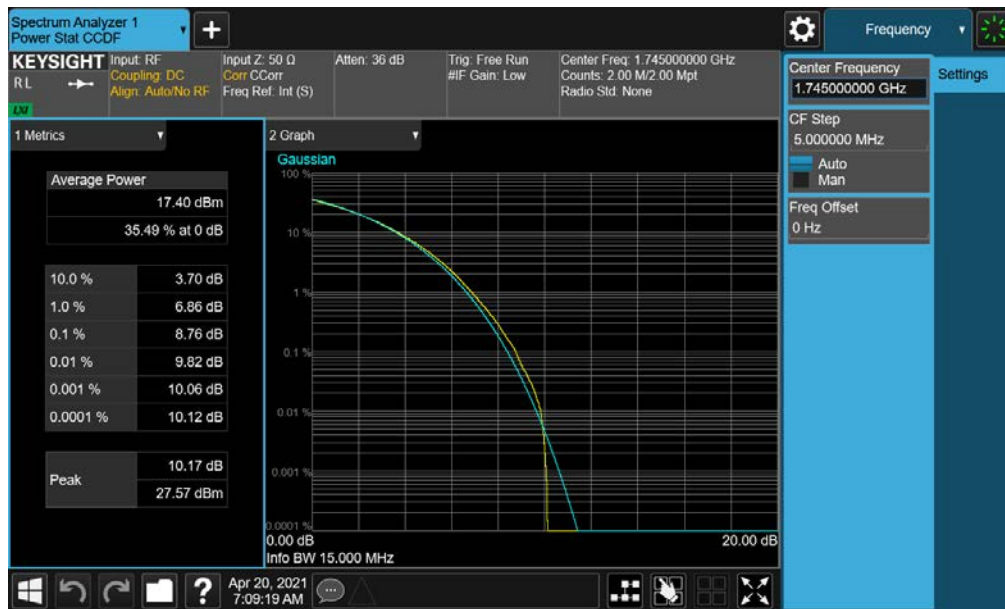 Spectrum Analyzer 1
Power Stat CCDF
+
Frequency
KEYSIGHT
RL
LXI
Input: RF
Coupling: DC
Align: Auto/No RF
Input Z: 50 Ω
Corr CCorr
Freq Ref: Int (S)
Atten: 36 dB
Trig: Free Run
#IF Gain: Low
Center Freq: 1.745000000 GHz
Counts: 2.00 M/2.00 Mpt
Radio Std: None
Center Frequency
1.745000000 GHz
Settings
CF Step
5.000000 MHz
Auto
Man
Freq Offset
0 Hz
1 Metrics
Average Power
17.40 dBm
35.49 % at 0 dB
10.0 % 3.70 dB
1.0 % 6.86 dB
0.1 % 8.76 dB
0.01 % 9.82 dB
0.001 % 10.06 dB
0.0001 % 10.12 dB
Peak
10.17 dB
27.57 dBm
2 Graph
Gaussian
100 %
10 %
1 %
0.1 %
0.01 %
0.001 %
0.0001 %
0.00 dB 20.00 dB
Info BW 15.000 MHz
?
Apr 20, 2021
7:09:19 AM